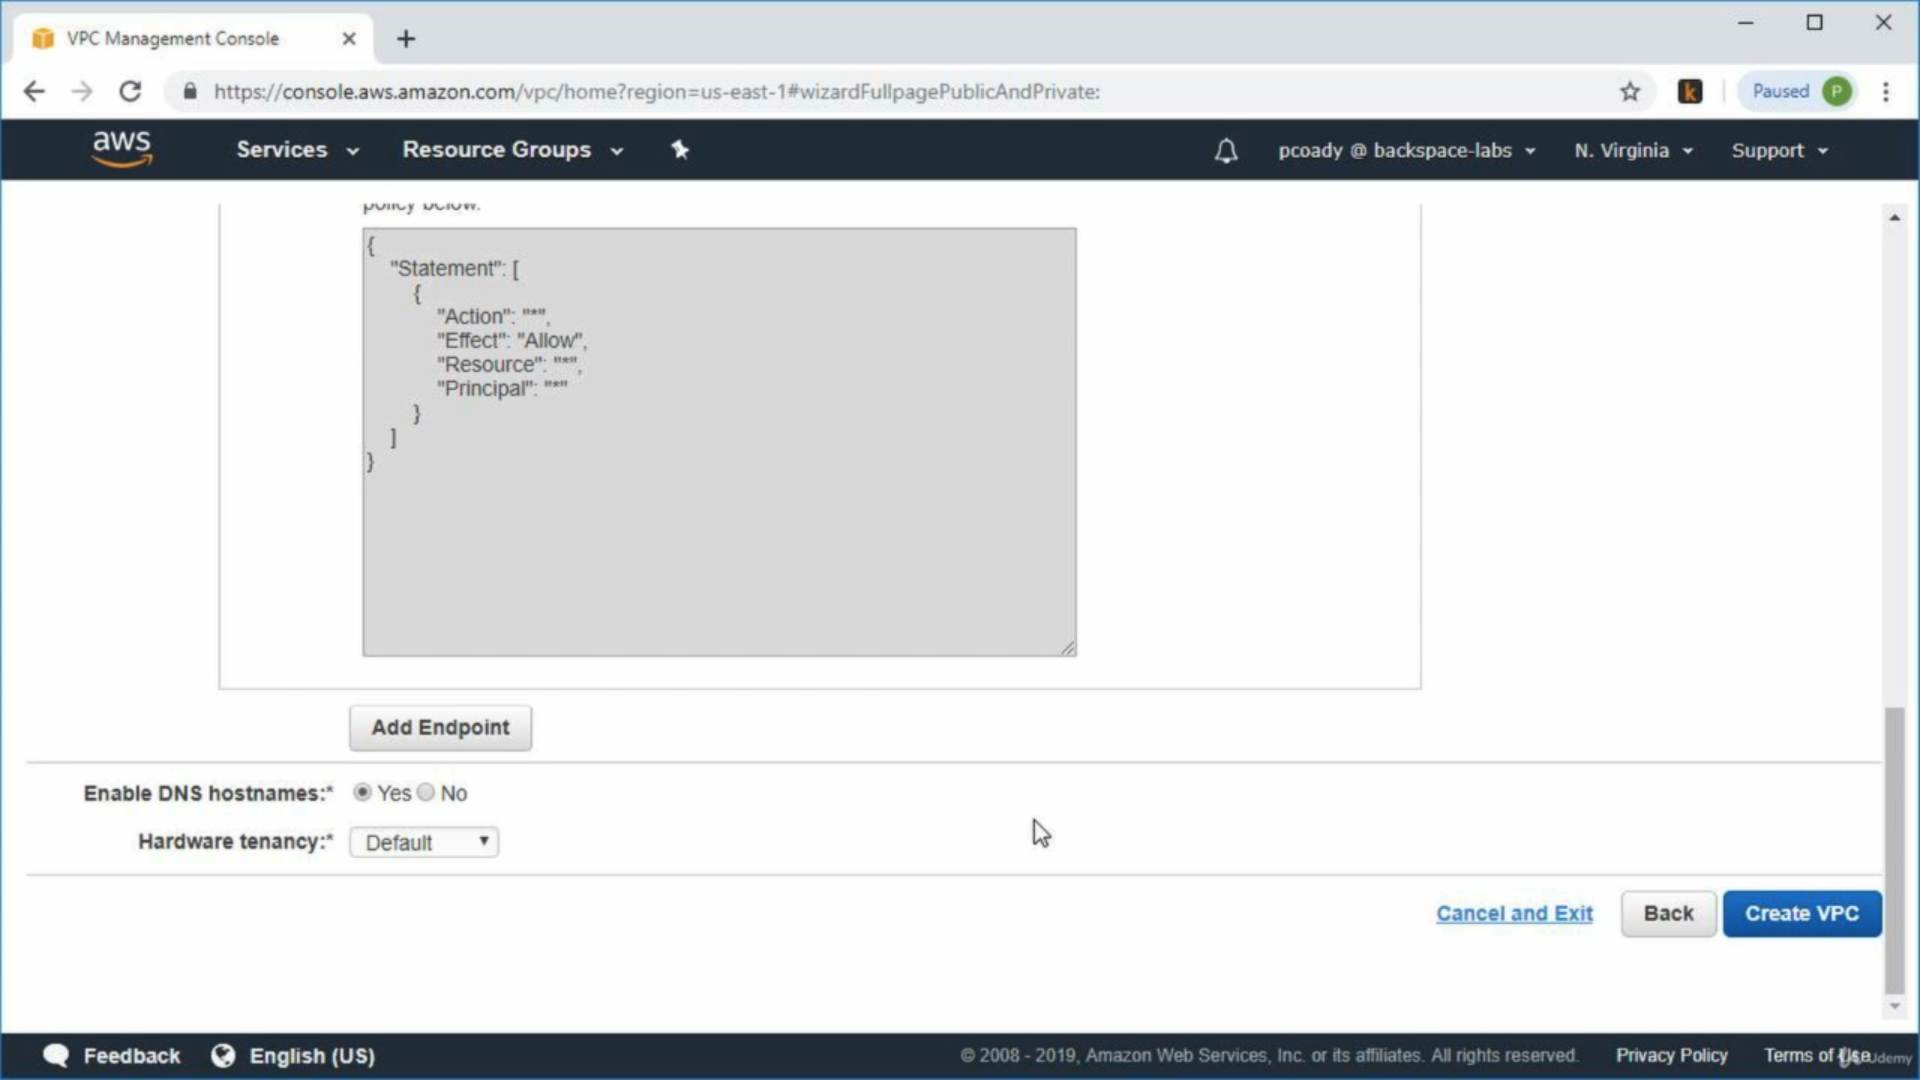 VPC Management Console
https://console.aws.amazon.com/vpc/home?region=us-east-1#wizardFullpagePublicAndPrivate:
k
Paused P
aws Services Resource Groups pcoady @ backspace-labs N. Virginia Support
policy below.
{
"Statement": [
{
"Action": "*",
"Effect": "Allow",
"Resource": "*",
"Principal": "*"
}
]
}
Add Endpoint
Enable DNS hostnames:* Yes No
Hardware tenancy:* Default
Cancel and Exit Back Create VPC
Feedback English (US) © 2008 - 2019, Amazon Web Services, Inc. or its affiliates. All rights reserved. Privacy Policy Terms of Use
Udemy